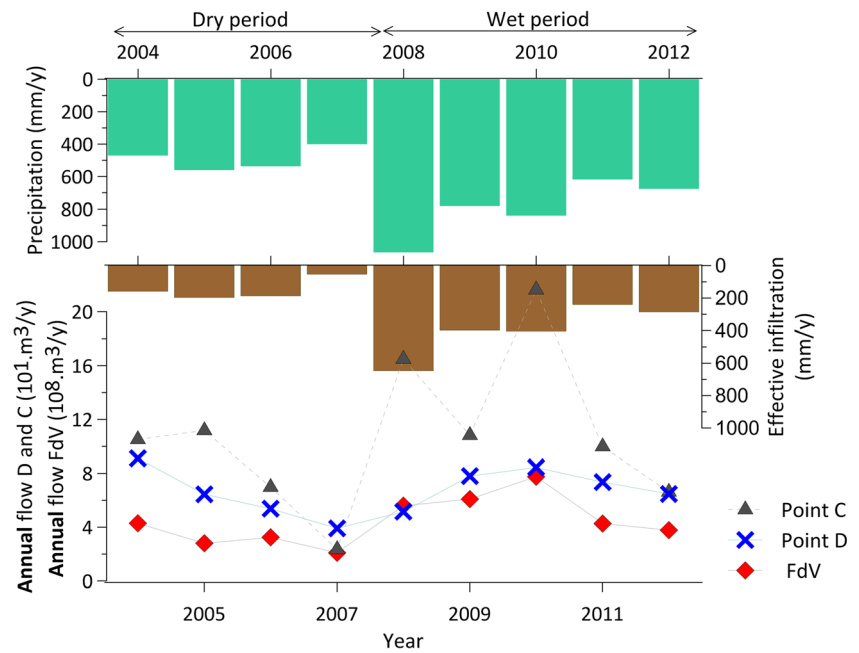 Dry period
Wet period
2004
2006
2008
2010
2012
Precipitation (mm/y)
0
200
400
600
800
1000
Annual flow D and C (10¹.m³/y)
Annual flow FdV (10⁸.m³/y)
20
16
12
8
4
0
0
200
400
600
800
1000
Effective infiltration
(mm/y)
Point C
Point D
FdV
2005
2007
2009
2011
Year